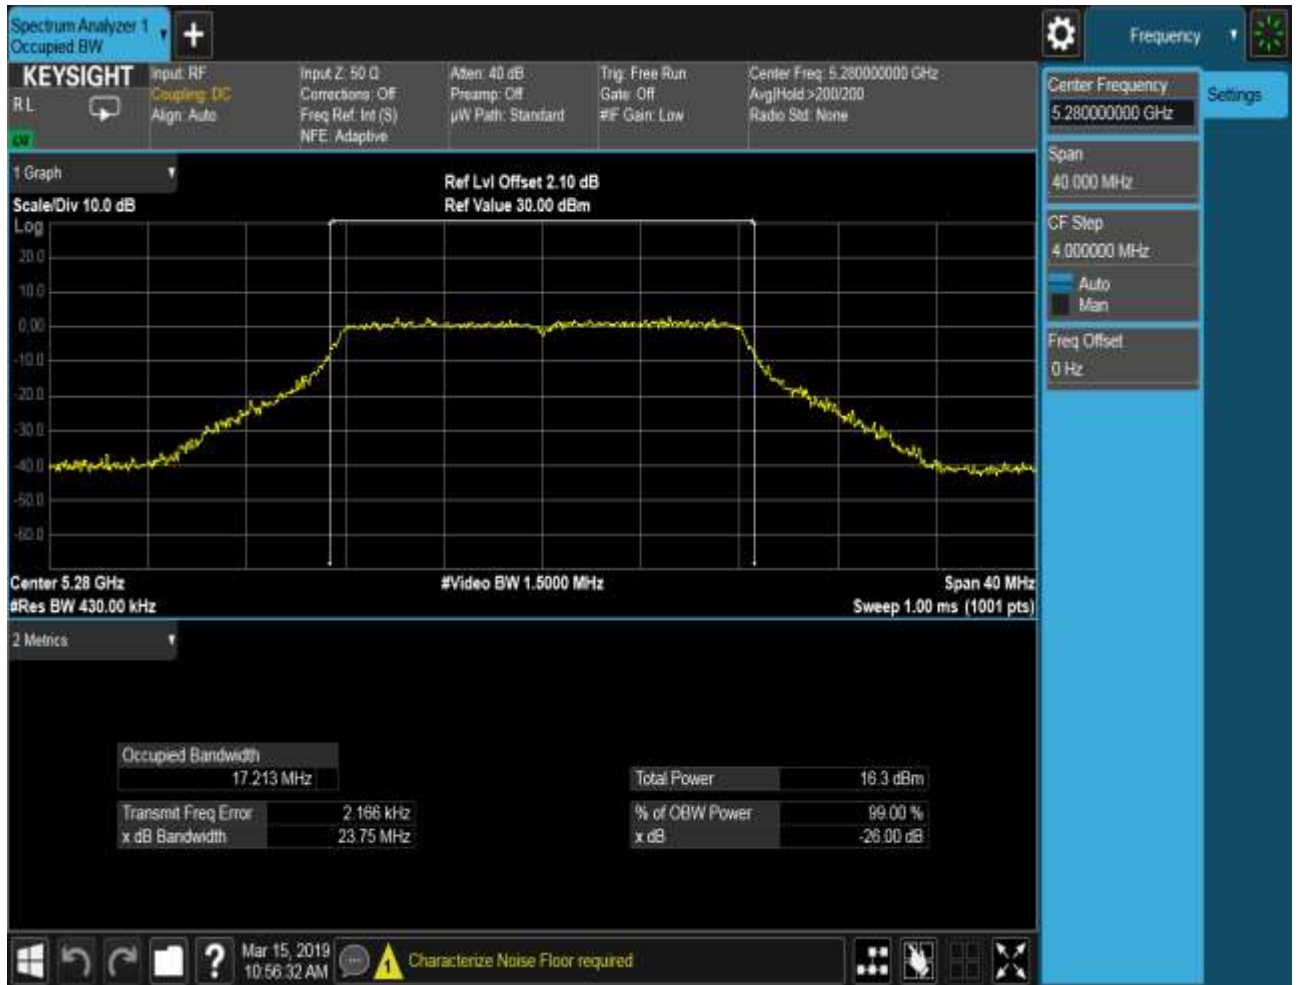 Spectrum Analyzer 1
Occupied BW
Frequency
KEYSIGHT
R L
Input: RF
Coupling: DC
Align: Auto
Input Z: 50 Ω
Corrections: Off
Freq Ref: Int (S)
NFE: Adaptive
Atten: 40 dB
Preamp: Off
µW Path: Standard
Trig: Free Run
Gate: Off
#IF Gain: Low
Center Freq: 5.280000000 GHz
Avg|Hold:>200/200
Radio Std: None
Center Frequency
5.280000000 GHz
Settings
Span
40.000 MHz
CF Step
4.000000 MHz
Auto
Man
Freq Offset
0 Hz
1 Graph
Scale/Div 10.0 dB
Ref Lvl Offset 2.10 dB
Ref Value 30.00 dBm
Log
20.0
10.0
0.00
-10.0
-20.0
-30.0
-40.0
-50.0
-60.0
Center 5.28 GHz
#Video BW 1.5000 MHz
Span 40 MHz
#Res BW 430.00 kHz
Sweep 1.00 ms (1001 pts)
2 Metrics
Occupied Bandwidth
17.213 MHz
Total Power 16.3 dBm
Transmit Freq Error 2.166 kHz
% of OBW Power 99.00 %
x dB Bandwidth 23.75 MHz
x dB -26.00 dB
?
Mar 15, 2019
10:56:32 AM
1
Characterize Noise Floor required